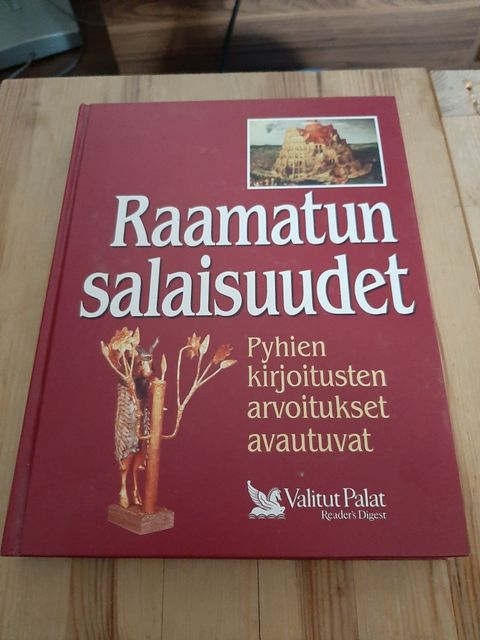 Raamatun
salaisuudet
Pyhien
kirjoitusten
arvoitukset
avautuvat
Valitut Palat
Reader's Digest